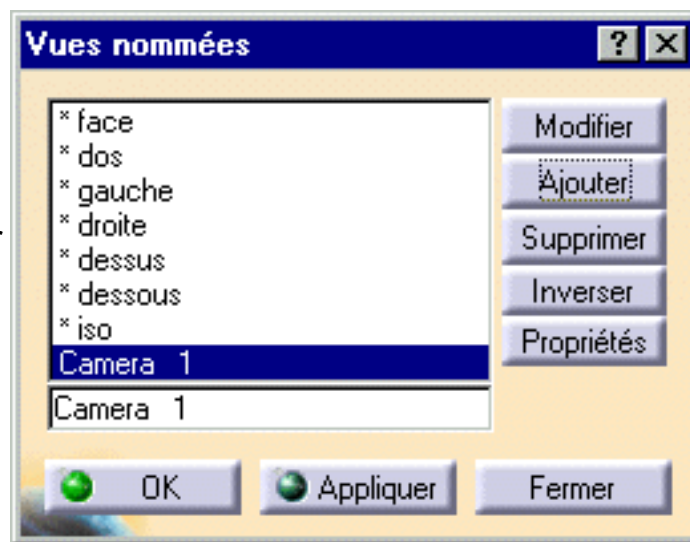 Vues nommées
* face
* dos
* gauche
* droite
* dessus
* dessous
* iso
Camera 1
Camera 1
Modifier
Ajouter
Supprimer
Inverser
Propriétés
OK
Appliquer
Fermer